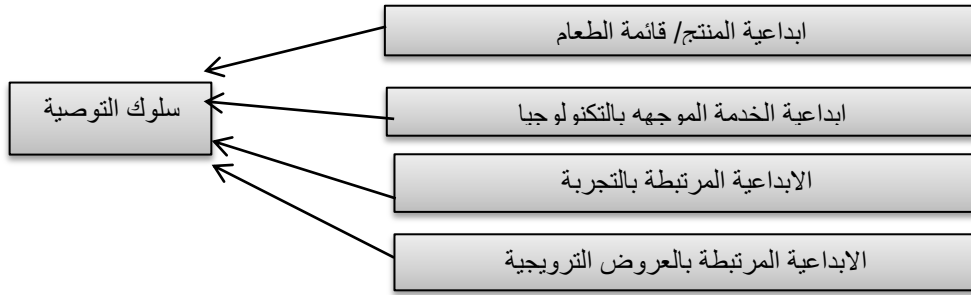 ابداعية المنتج/ قائمة الطعام
ابداعية الخدمة الموجهه بالتكنولوجيا
الابداعية المرتبطة بالتجربة
الابداعية المرتبطة بالعروض الترويجية
سلوك التوصية